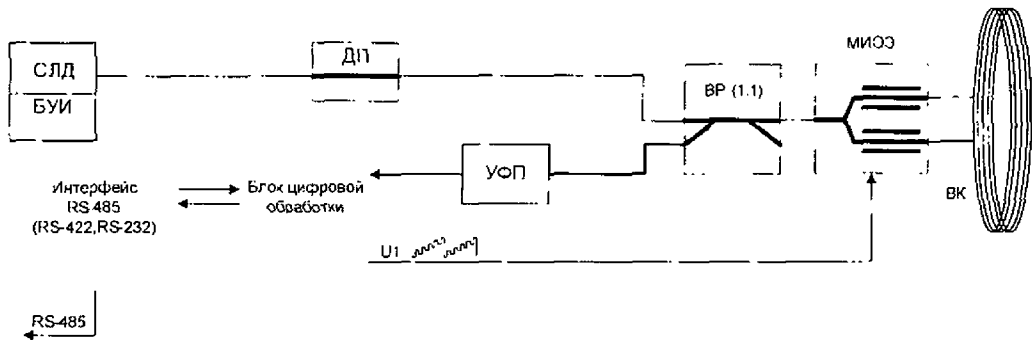 СЛД
БУИ
ДП
ВР (1.1)
МИОЭ
ВК
УФП
Интерфейс
RS-485
(RS-422,RS-232)
Блок цифровой
обработки
U1
RS-485